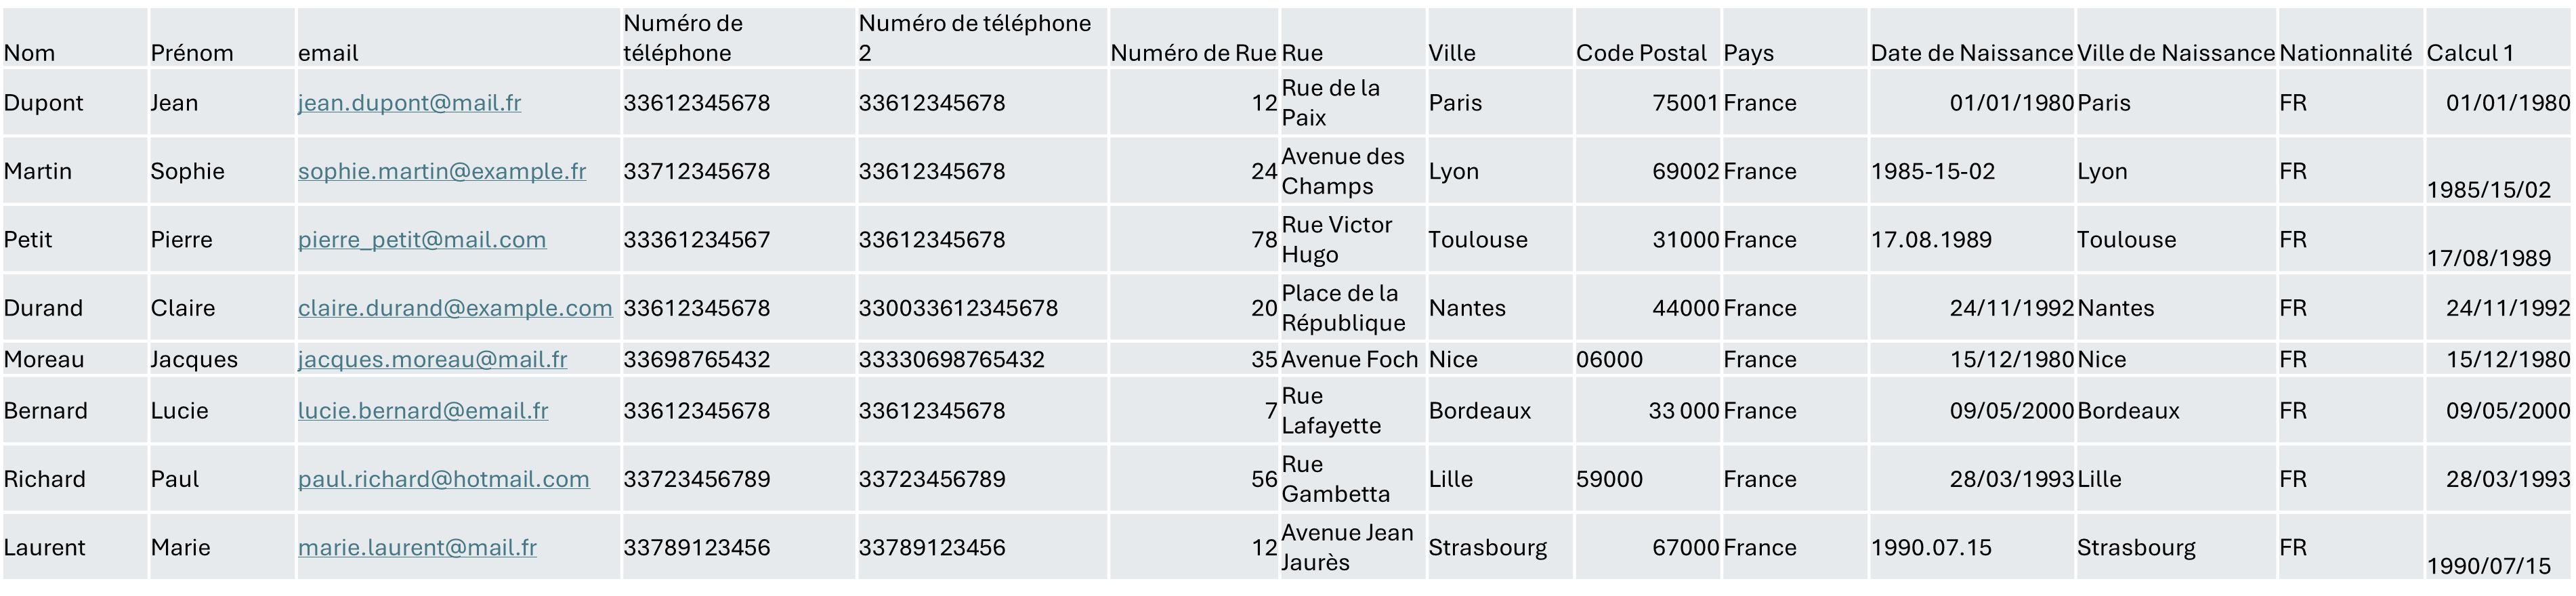 Nom Prénom email Numéro de téléphone Numéro de téléphone 2 Numéro de Rue Rue Ville Code Postal Pays Date de Naissance Ville de Naissance Nationnalité Calcul 1
Dupont Jean jean.dupont@mail.fr 33612345678 33612345678 12 Rue de la Paix Paris 75001 France 01/01/1980 Paris FR 01/01/1980
Martin Sophie sophie.martin@example.fr 33712345678 33612345678 24 Avenue des Champs Lyon 69002 France 1985-15-02 Lyon FR 1985/15/02
Petit Pierre pierre_petit@mail.com 33361234567 33612345678 78 Rue Victor Hugo Toulouse 31000 France 17.08.1989 Toulouse FR 17/08/1989
Durand Claire claire.durand@example.com 33612345678 330033612345678 20 Place de la République Nantes 44000 France 24/11/1992 Nantes FR 24/11/1992
Moreau Jacques jacques.moreau@mail.fr 33698765432 33330698765432 35 Avenue Foch Nice 06000 France 15/12/1980 Nice FR 15/12/1980
Bernard Lucie lucie.bernard@email.fr 33612345678 33612345678 7 Rue Lafayette Bordeaux 33 000 France 09/05/2000 Bordeaux FR 09/05/2000
Richard Paul paul.richard@hotmail.com 33723456789 33723456789 56 Rue Gambetta Lille 59000 France 28/03/1993 Lille FR 28/03/1993
Laurent Marie marie.laurent@mail.fr 33789123456 33789123456 12 Avenue Jean Jaurès Strasbourg 67000 France 1990.07.15 Strasbourg FR 1990/07/15